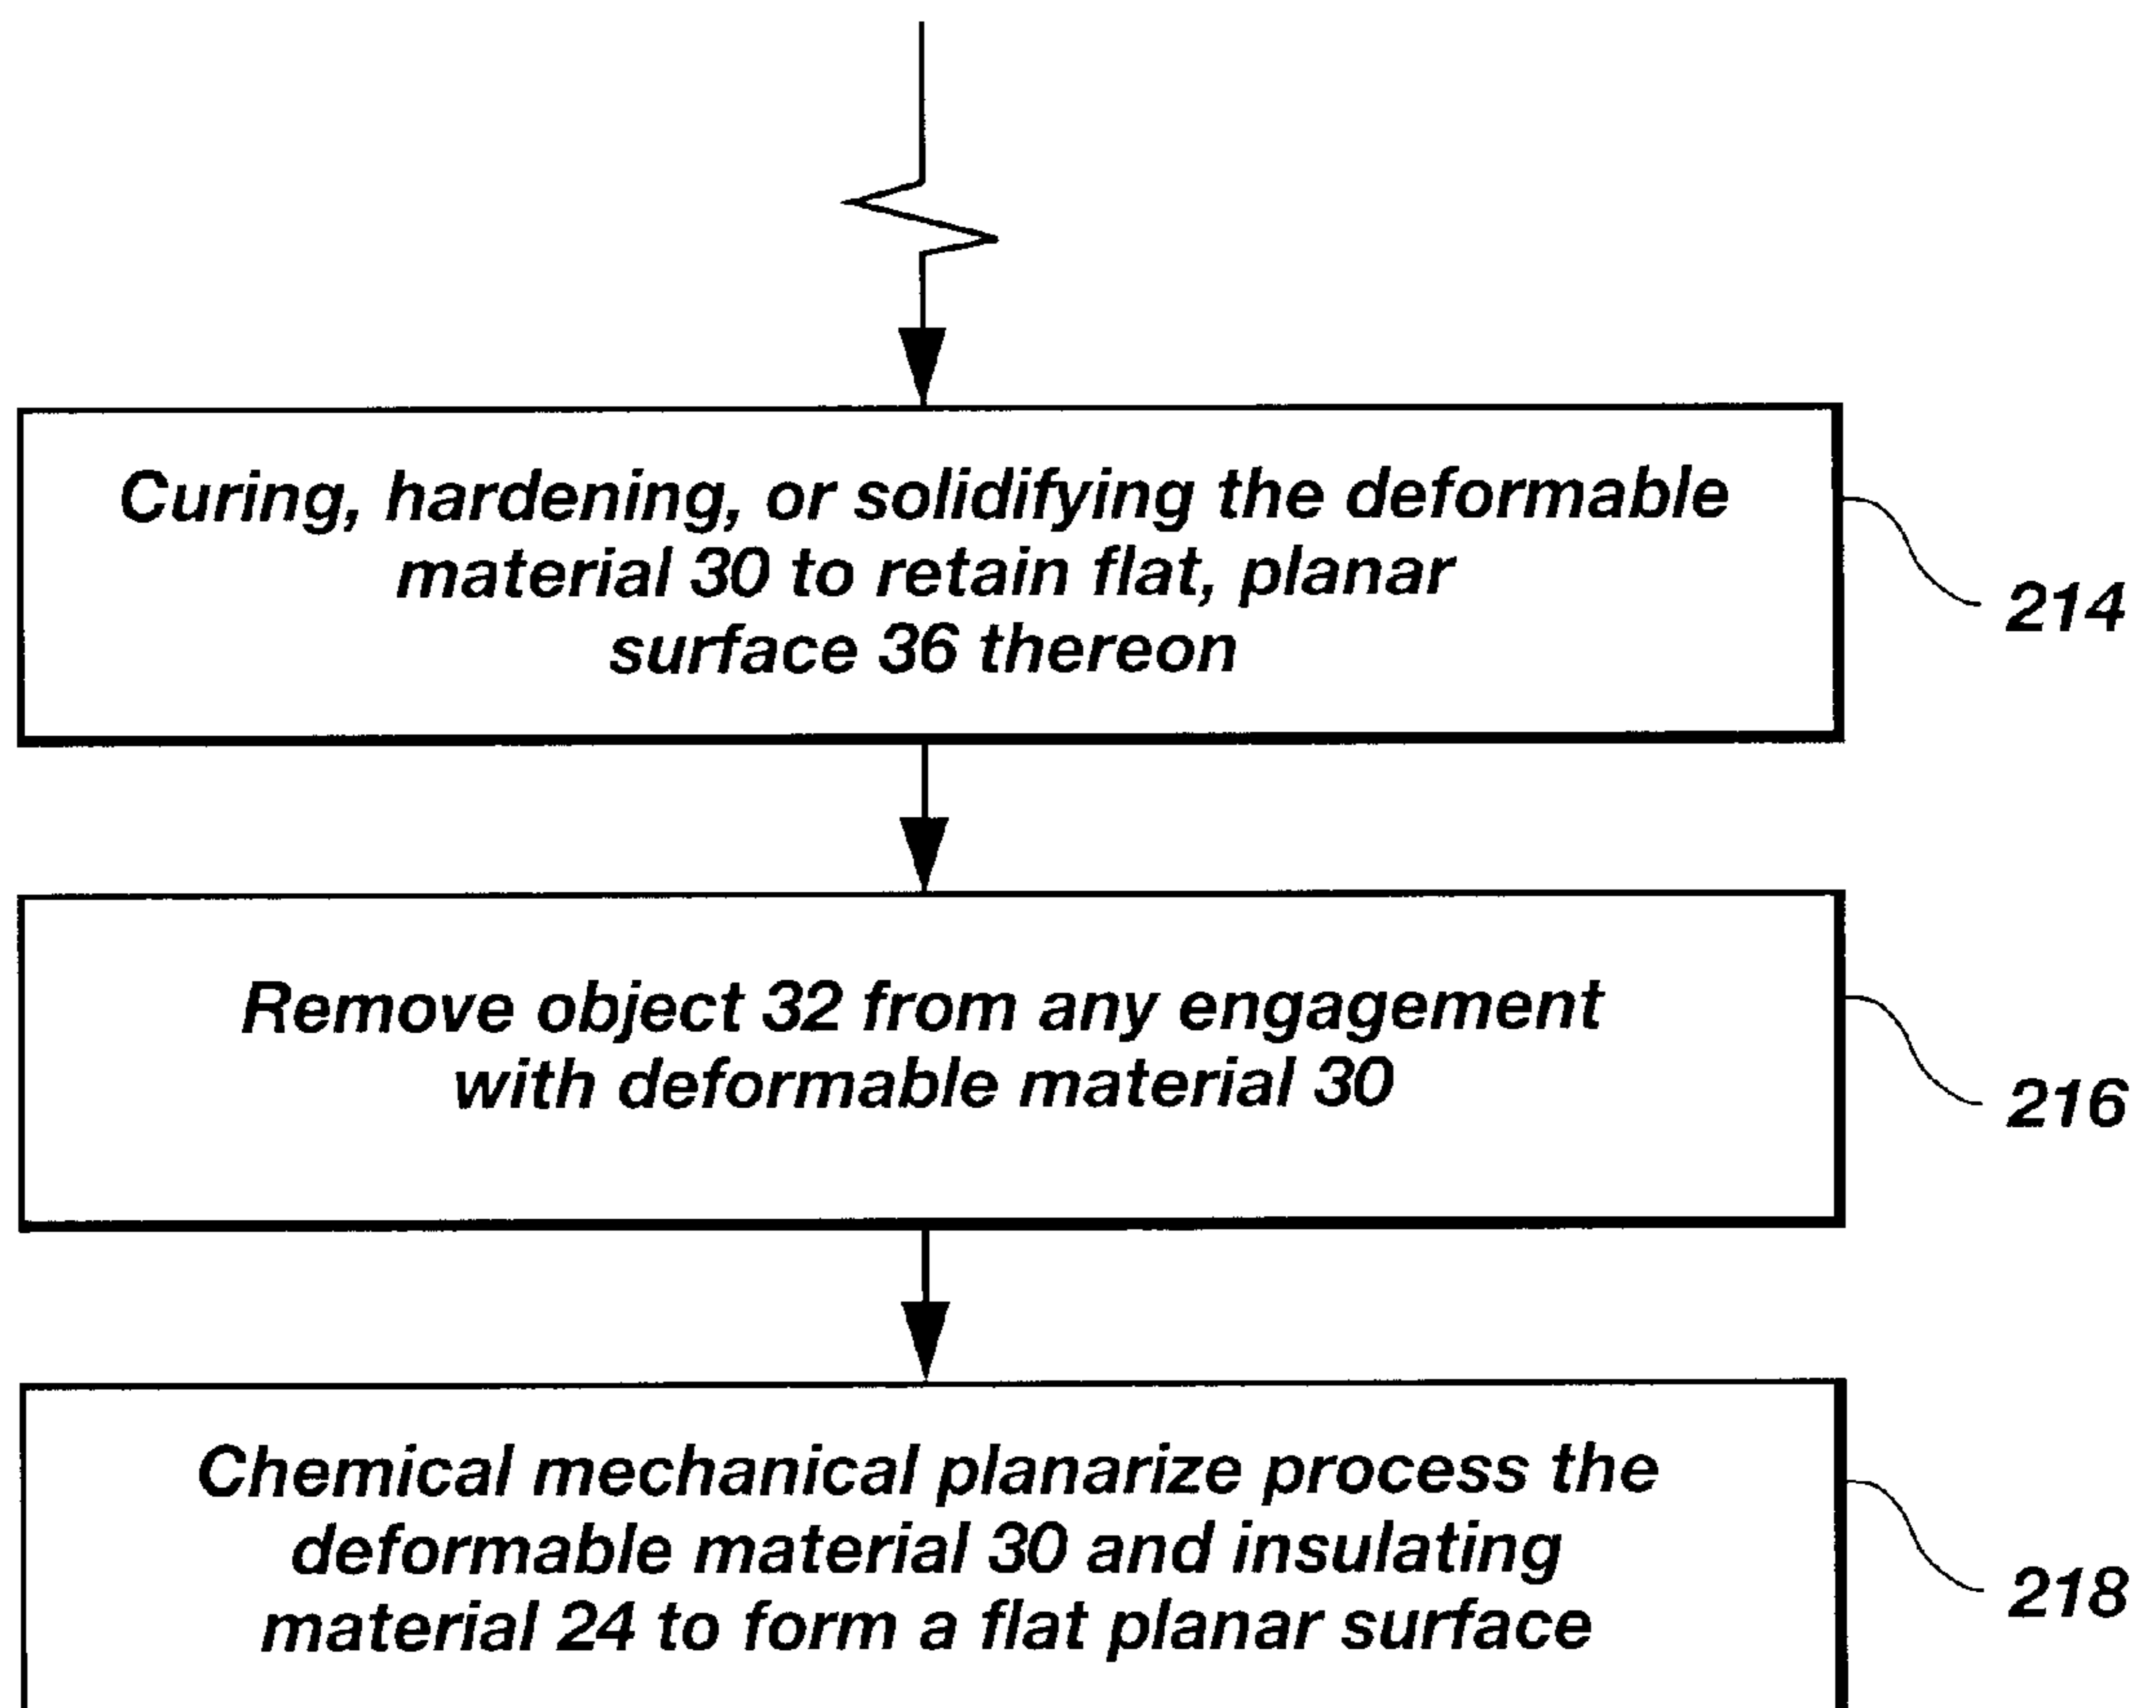 Curing, hardening, or solidifying the deformable
material 30 to retain flat, planar
surface 36 thereon
214
Remove object 32 from any engagement
with deformable material 30
216
Chemical mechanical planarize process the
deformable material 30 and insulating
material 24 to form a flat planar surface
218